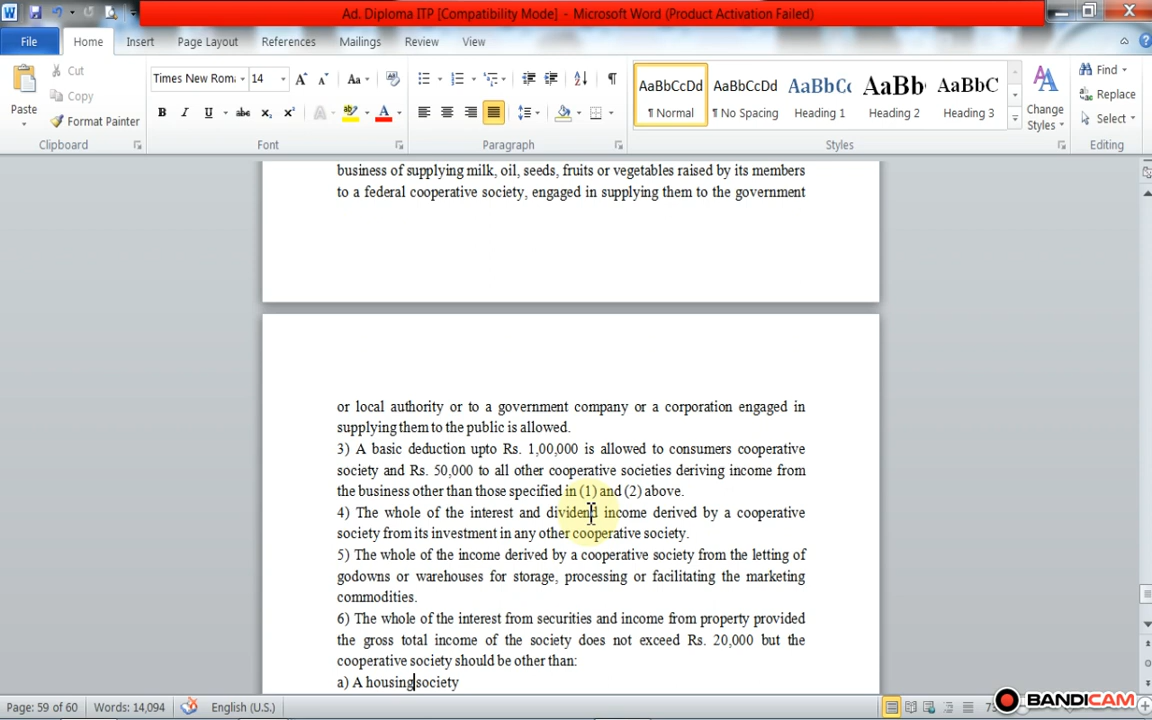 Ad. Diploma ITP [Compatibility Mode] - Microsoft Word (Product Activation Failed)
File Home Insert Page Layout References Mailings Review View
Paste
Cut
Copy
Format Painter
Clipboard
Times New Roma 14
Font
Paragraph
AaBbCcDd AaBbCcDd AaBbCc AaBb AaBbC
¶ Normal ¶ No Spacing Heading 1 Heading 2 Heading 3
Change
Styles
Styles
Find
Replace
Select
Editing
business of supplying milk, oil, seeds, fruits or vegetables raised by its members
to a federal cooperative society, engaged in supplying them to the government
or local authority or to a government company or a corporation engaged in
supplying them to the public is allowed.
3) A basic deduction upto Rs. 1,00,000 is allowed to consumers cooperative
society and Rs. 50,000 to all other cooperative societies deriving income from
the business other than those specified in (1) and (2) above.
4) The whole of the interest and dividend income derived by a cooperative
society from its investment in any other cooperative society.
5) The whole of the income derived by a cooperative society from the letting of
godowns or warehouses for storage, processing or facilitating the marketing
commodities.
6) The whole of the interest from securities and income from property provided
the gross total income of the society does not exceed Rs. 20,000 but the
cooperative society should be other than:
a) A housing society
Page: 59 of 60 Words: 14,094 English (U.S.)
BANDICAM